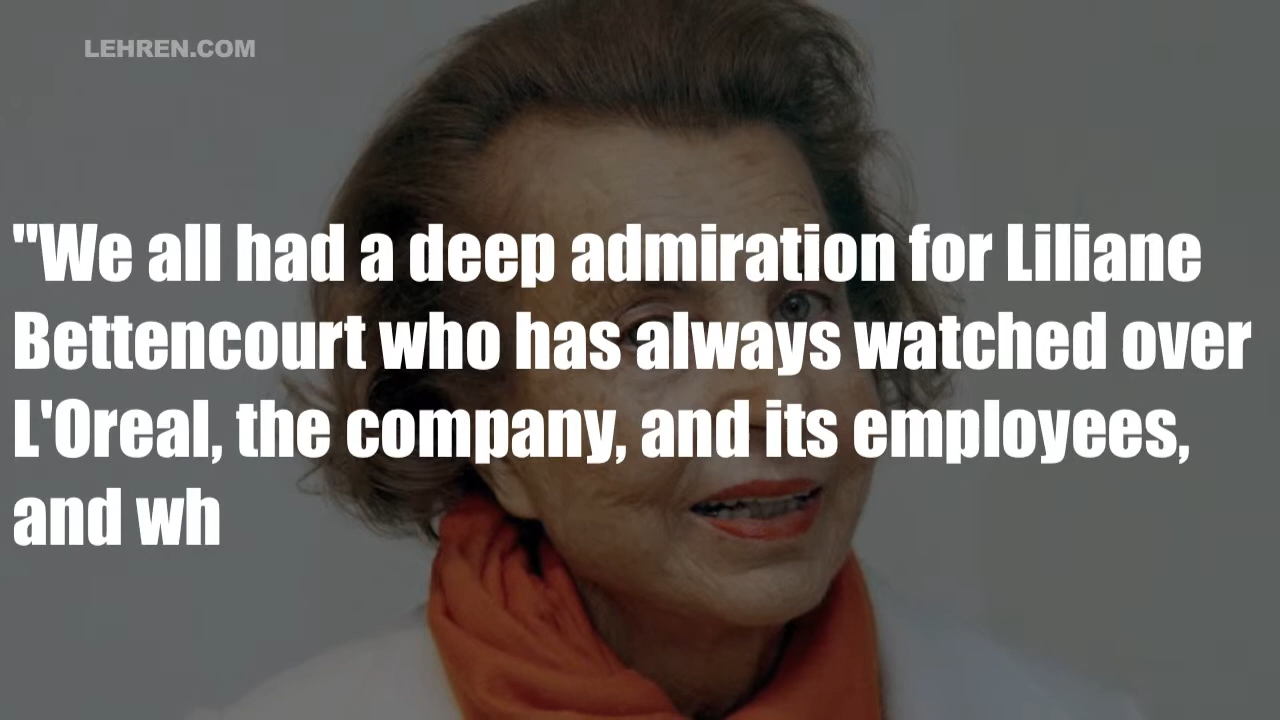 LEHREN.COM
"We all had a deep admiration for Liliane
Bettencourt who has always watched over
L'Oreal, the company, and its employees,
and wh